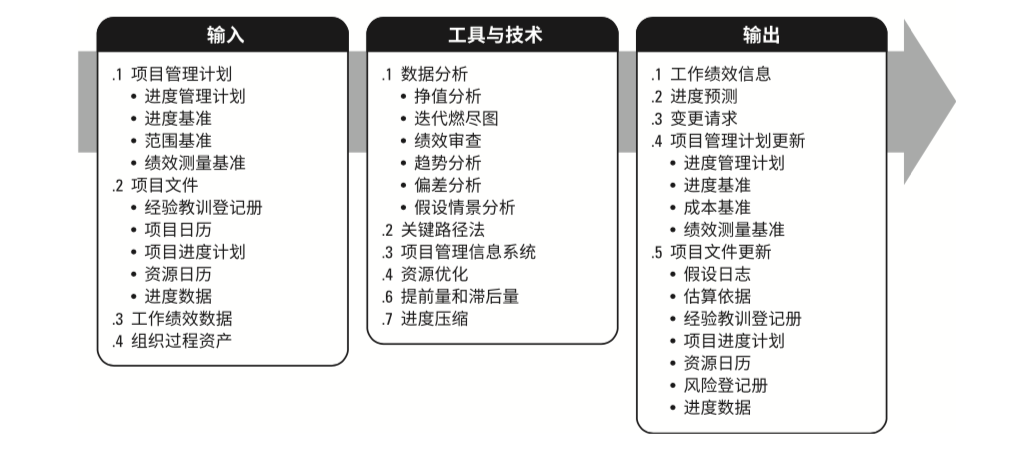 输入
.1 项目管理计划
• 进度管理计划
• 进度基准
• 范围基准
• 绩效测量基准
.2 项目文件
• 经验教训登记册
• 项目日历
• 项目进度计划
• 资源日历
• 进度数据
.3 工作绩效数据
.4 组织过程资产
工具与技术
.1 数据分析
• 挣值分析
• 迭代燃尽图
• 绩效审查
• 趋势分析
• 偏差分析
• 假设情景分析
.2 关键路径法
.3 项目管理信息系统
.4 资源优化
.6 提前量和滞后量
.7 进度压缩
输出
.1 工作绩效信息
.2 进度预测
.3 变更请求
.4 项目管理计划更新
• 进度管理计划
• 进度基准
• 成本基准
• 绩效测量基准
.5 项目文件更新
• 假设日志
• 估算依据
• 经验教训登记册
• 项目进度计划
• 资源日历
• 风险登记册
• 进度数据